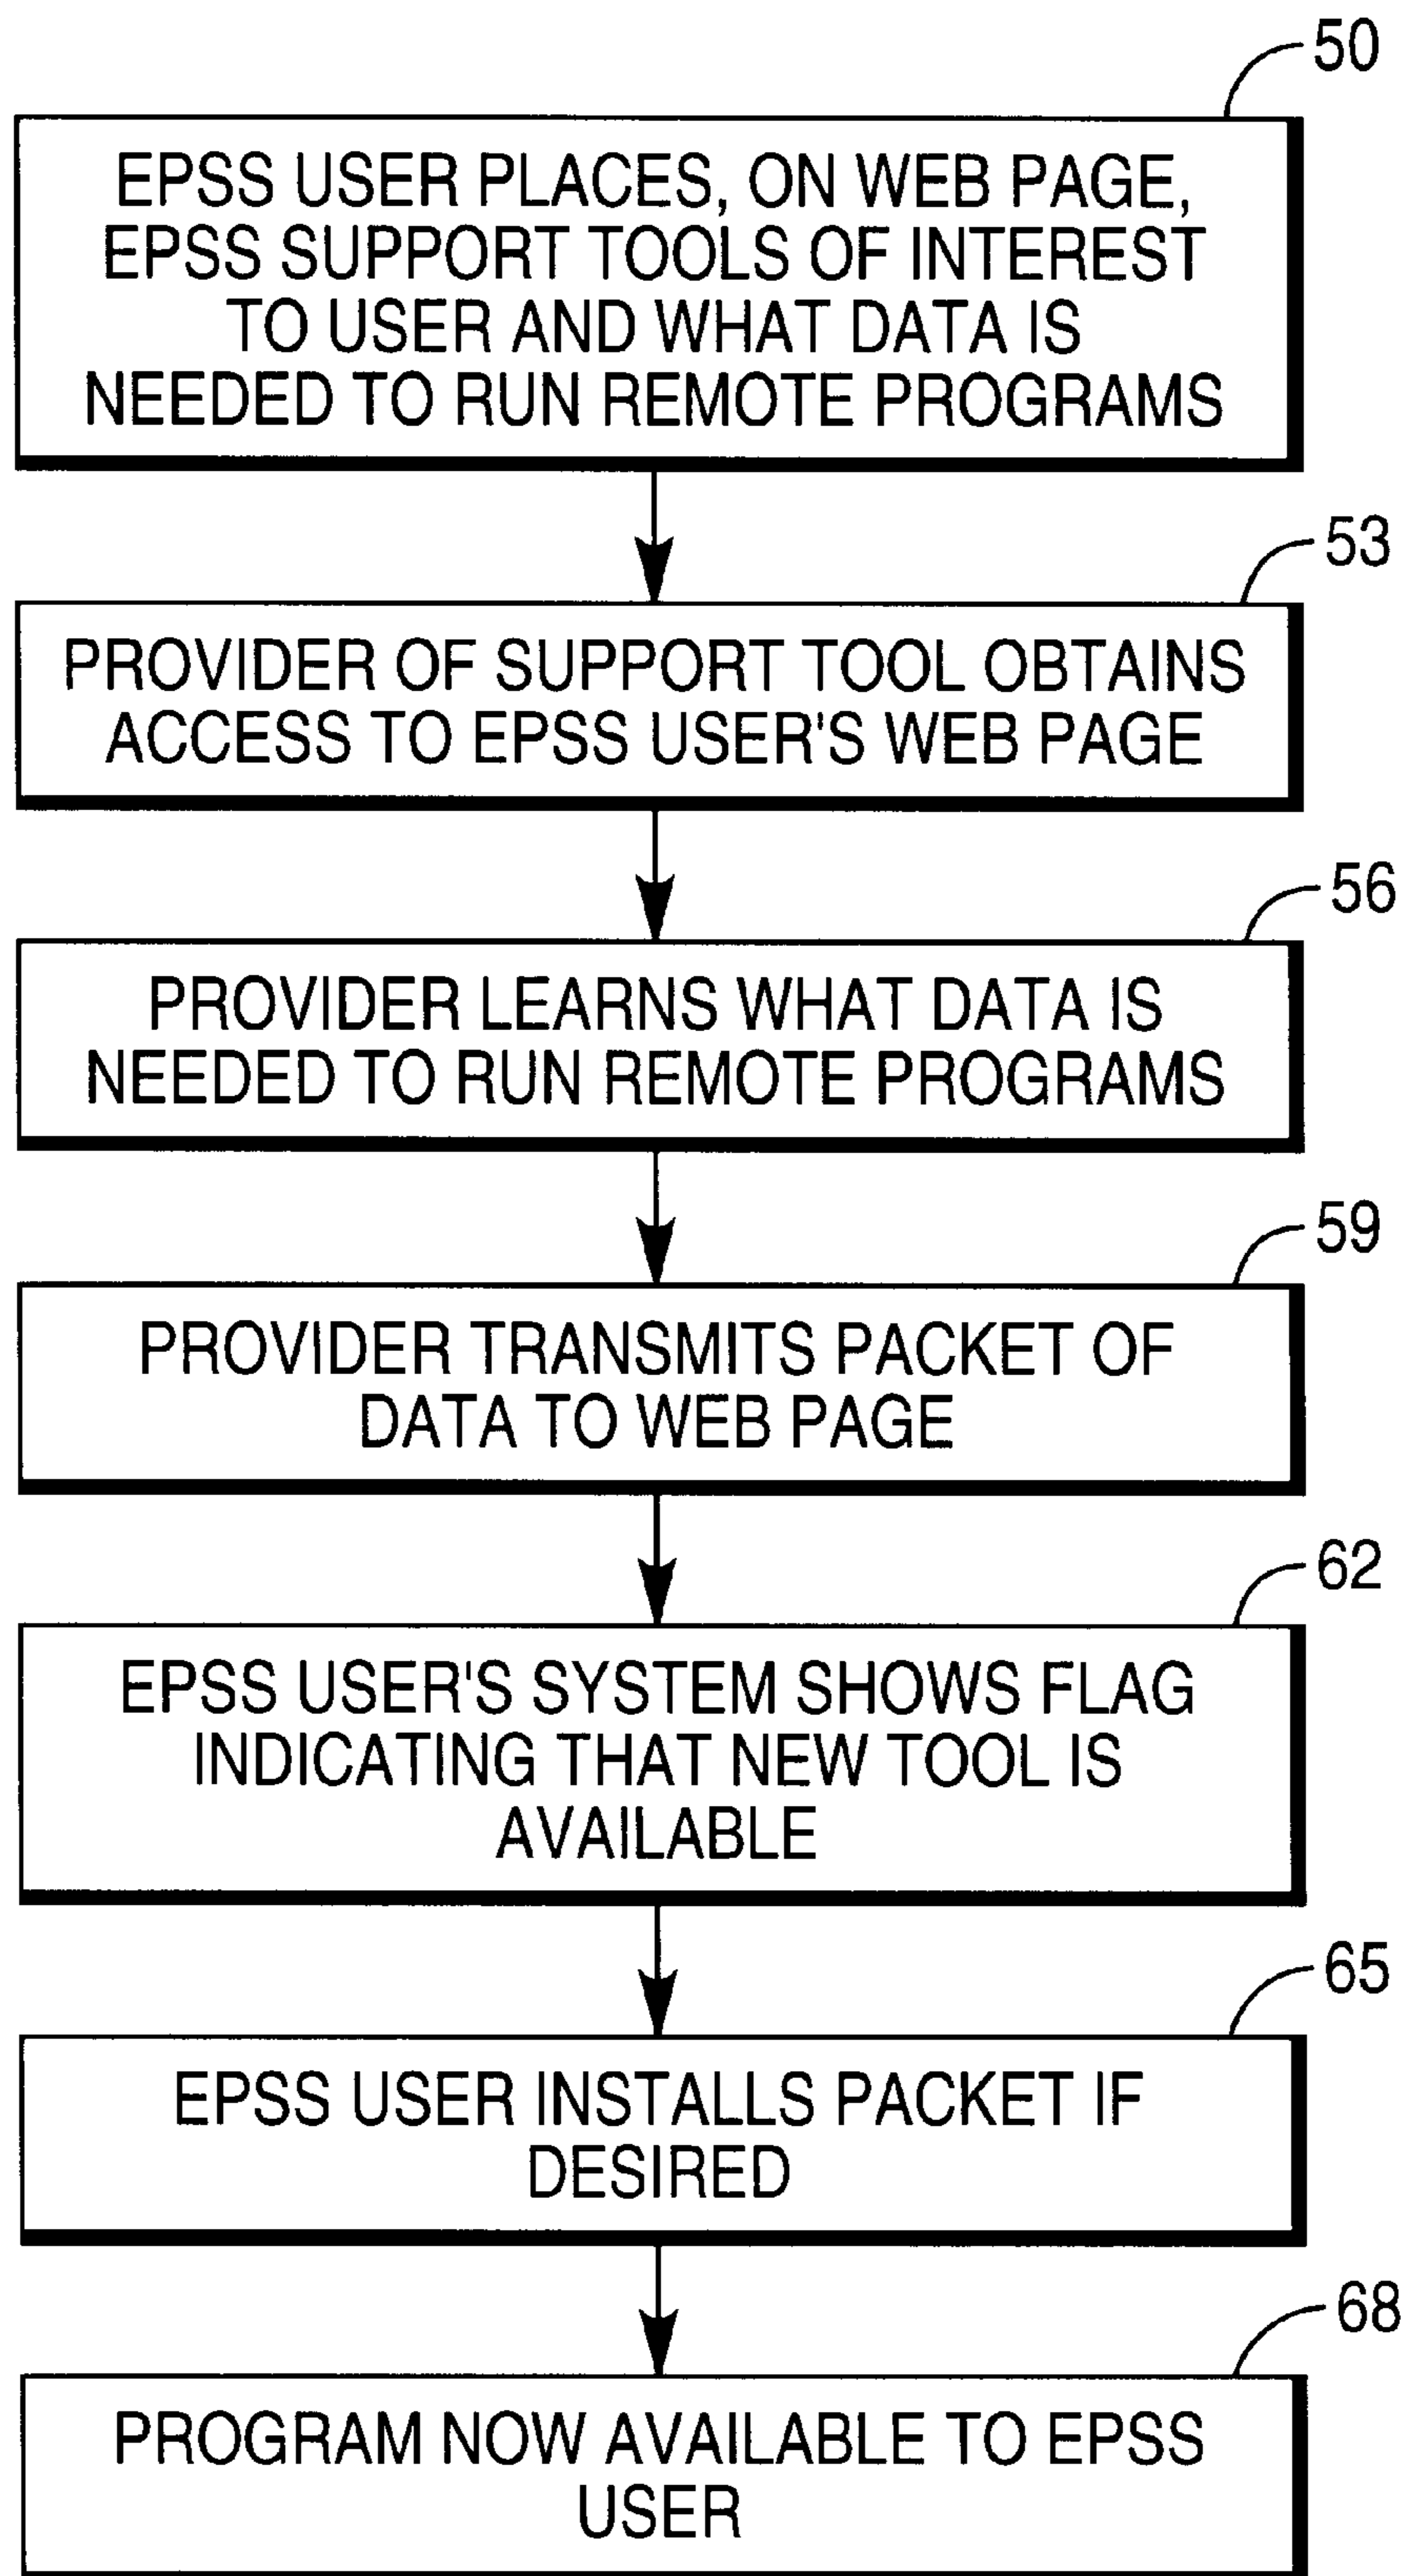 50
EPSS USER PLACES, ON WEB PAGE,
EPSS SUPPORT TOOLS OF INTEREST
TO USER AND WHAT DATA IS
NEEDED TO RUN REMOTE PROGRAMS
53
PROVIDER OF SUPPORT TOOL OBTAINS
ACCESS TO EPSS USER'S WEB PAGE
56
PROVIDER LEARNS WHAT DATA IS
NEEDED TO RUN REMOTE PROGRAMS
59
PROVIDER TRANSMITS PACKET OF
DATA TO WEB PAGE
62
EPSS USER'S SYSTEM SHOWS FLAG
INDICATING THAT NEW TOOL IS
AVAILABLE
65
EPSS USER INSTALLS PACKET IF
DESIRED
68
PROGRAM NOW AVAILABLE TO EPSS
USER